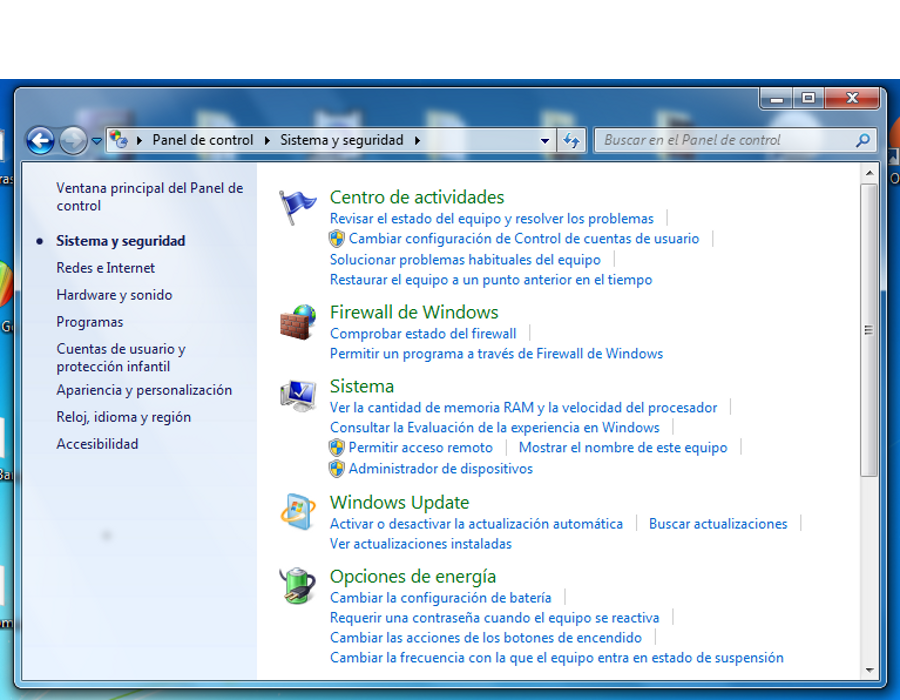 Panel de control
Sistema y seguridad
Buscar en el Panel de control
Ventana principal del Panel de
control
Sistema y seguridad
Redes e Internet
Hardware y sonido
Programas
Cuentas de usuario y
protección infantil
Apariencia y personalización
Reloj, idioma y región
Accesibilidad
Centro de actividades
Revisar el estado del equipo y resolver los problemas
Cambiar configuración de Control de cuentas de usuario
Solucionar problemas habituales del equipo
Restaurar el equipo a un punto anterior en el tiempo
Firewall de Windows
Comprobar estado del firewall
Permitir un programa a través de Firewall de Windows
Sistema
Ver la cantidad de memoria RAM y la velocidad del procesador
Consultar la Evaluación de la experiencia en Windows
Permitir acceso remoto
Mostrar el nombre de este equipo
Administrador de dispositivos
Windows Update
Activar o desactivar la actualización automática
Buscar actualizaciones
Ver actualizaciones instaladas
Opciones de energía
Cambiar la configuración de batería
Requerir una contraseña cuando el equipo se reactiva
Cambiar las acciones de los botones de encendido
Cambiar la frecuencia con la que el equipo entra en estado de suspensión